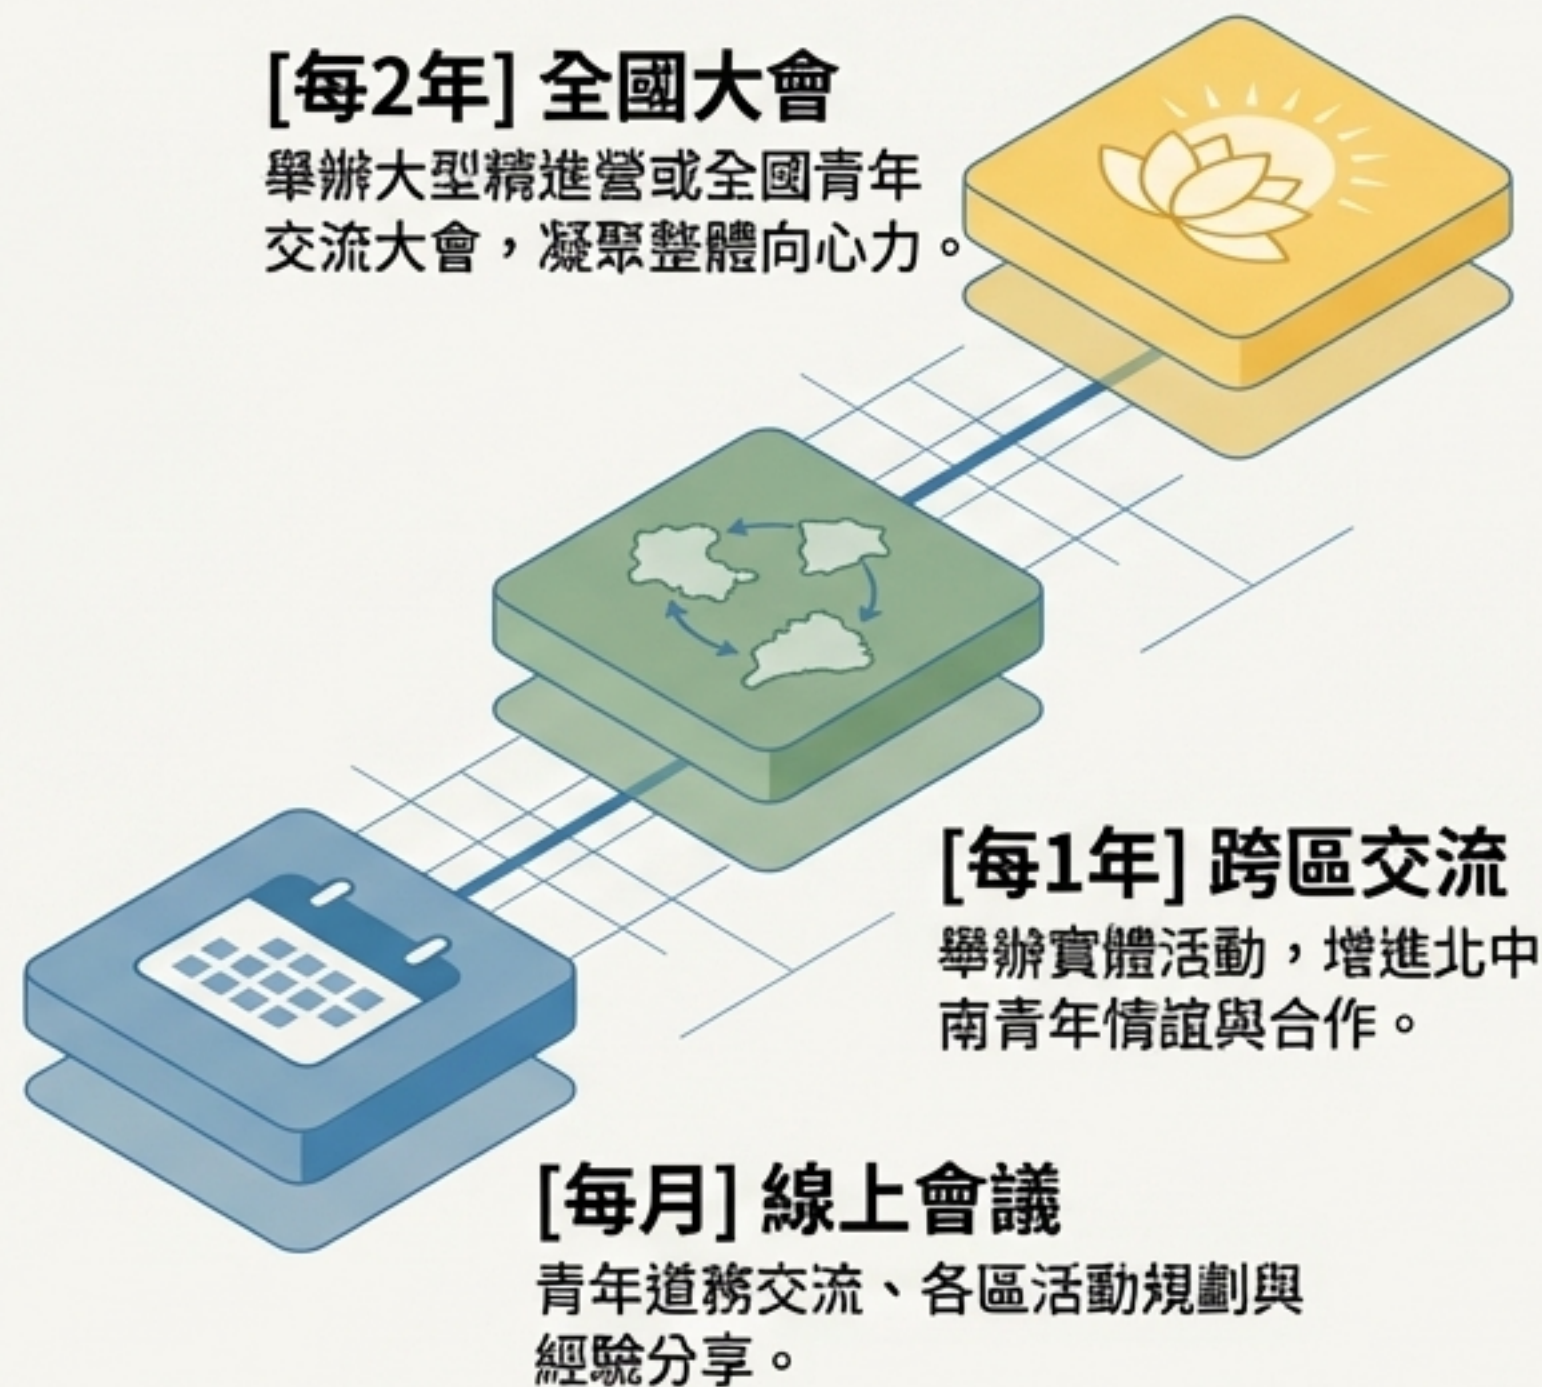 [每2年] 全國大會
舉辦大型精進營或全國青年
交流大會，凝聚整體向心力。
[每1年] 跨區交流
舉辦實體活動，增進北中
南青年情誼與合作。
[每月] 線上會議
青年道務交流、各區活動規劃與
經驗分享。